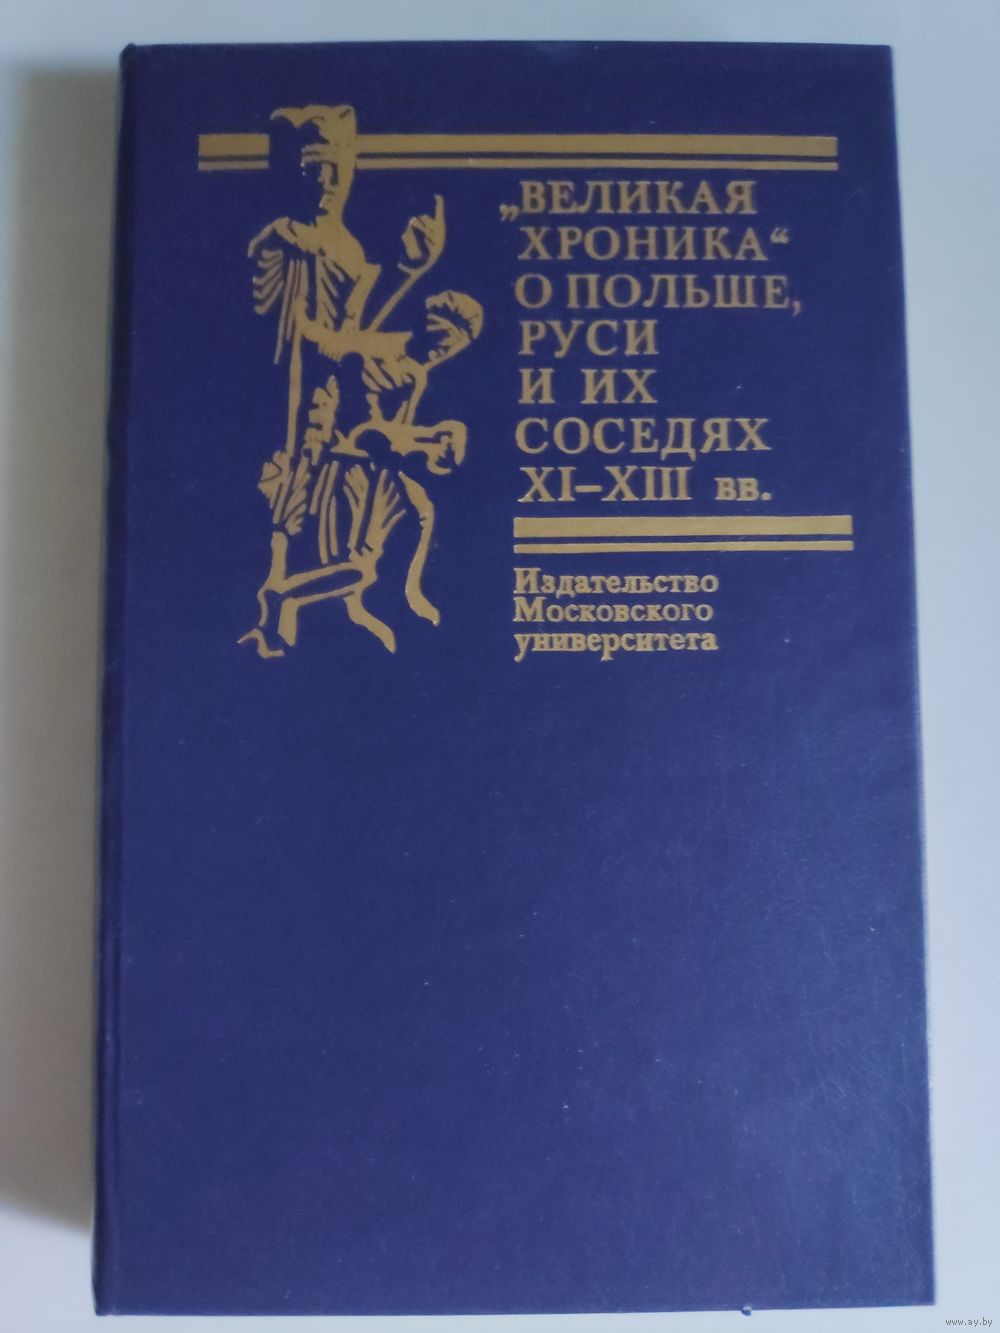 „ВЕЛИКАЯ
ХРОНИКА“
О ПОЛЬШЕ,
РУСИ
И ИХ
СОСЕДЯХ
XI–XIII вв.
Издательство
Московского
университета
www.ay.by